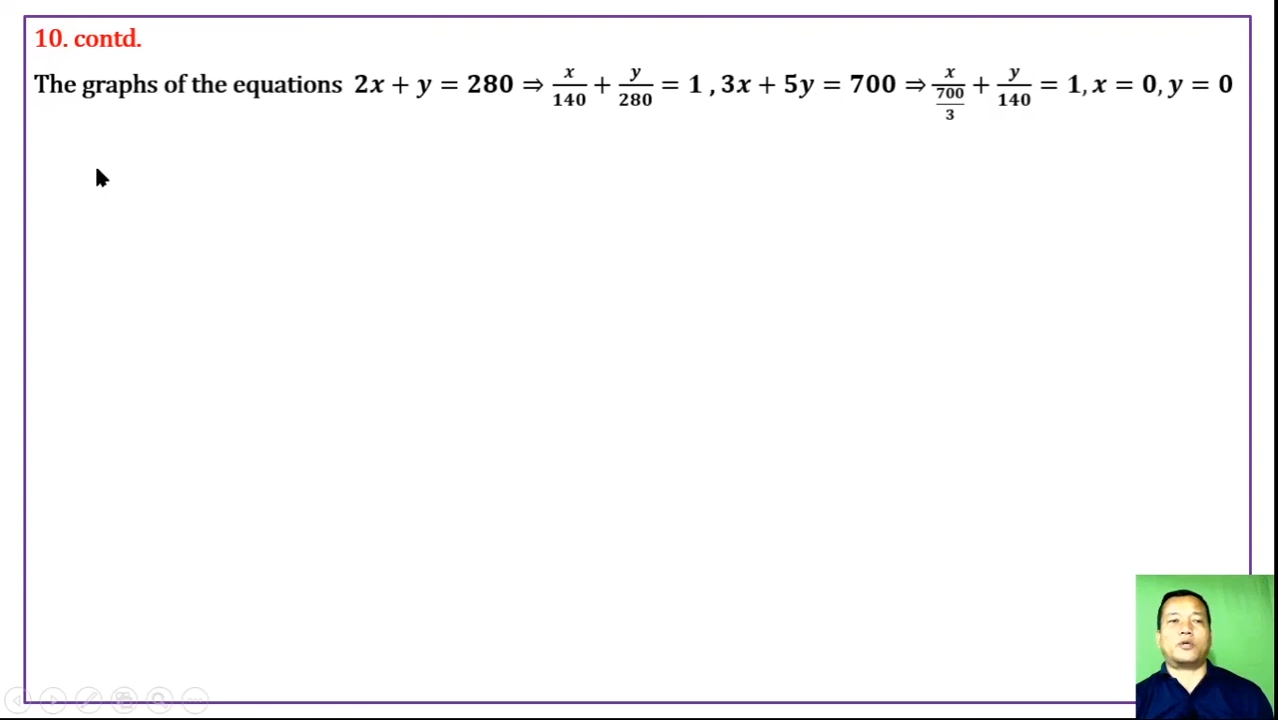 10. contd.
The graphs of the equations 2x + y = 280 ⇒ x/140 + y/280 = 1 , 3x + 5y = 700 ⇒ x/(700/3) + y/140 = 1, x = 0, y = 0